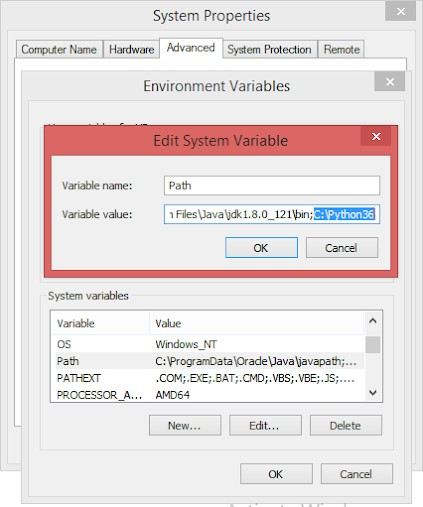 System Properties
Computer Name Hardware Advanced System Protection Remote
Environment Variables
Edit System Variable
Variable name: Path
Variable value: n Files\Java\jdk1.8.0_121\bin;C:\Python36
OK Cancel
System variables
Variable Value
OS Windows_NT
Path C:\ProgramData\Oracle\Java\javapath;...
PATHEXT .COM;.EXE;.BAT;.CMD;.VBS;.VBE;.JS;....
PROCESSOR_A... AMD64
New... Edit... Delete
OK Cancel